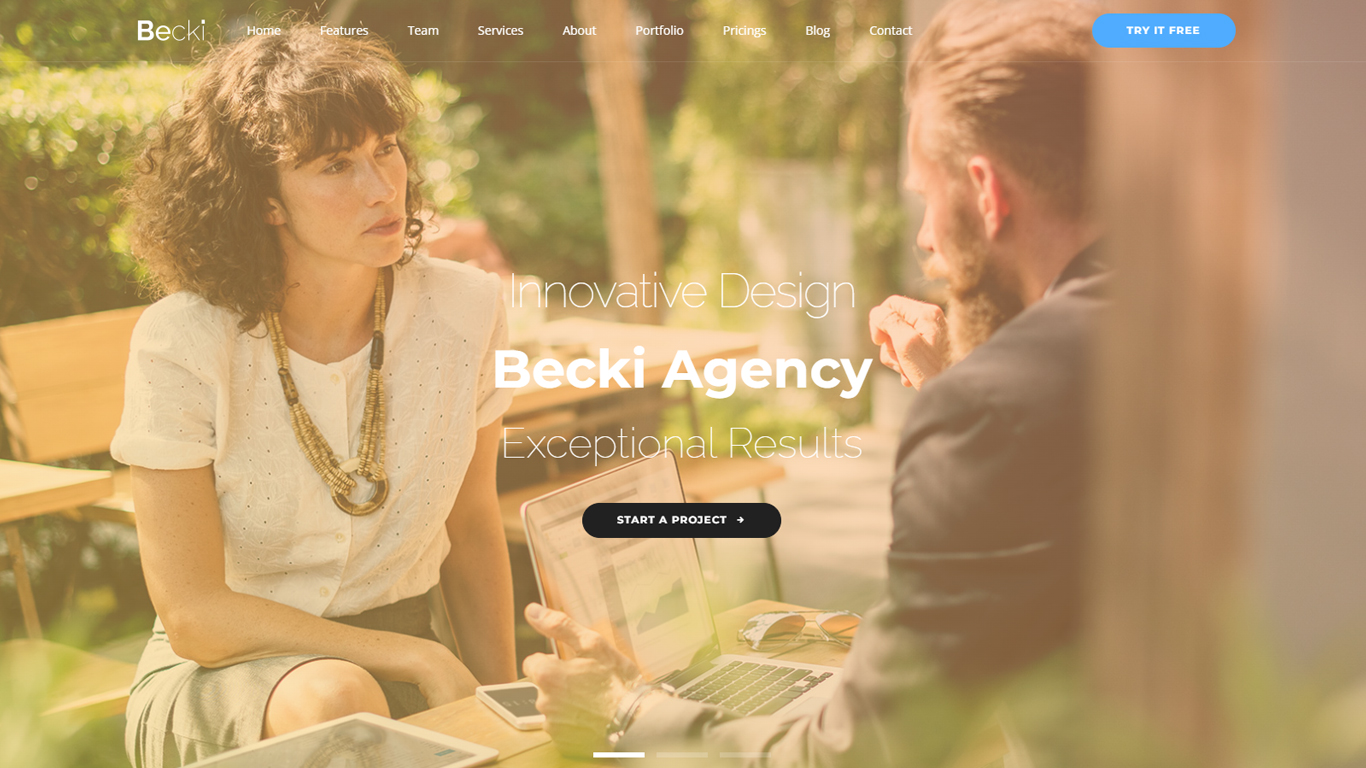 Becki Home Features Team Services About Portfolio Pricings Blog Contact TRY IT FREE
Innovative Design
Becki Agency
Exceptional Results
START A PROJECT →